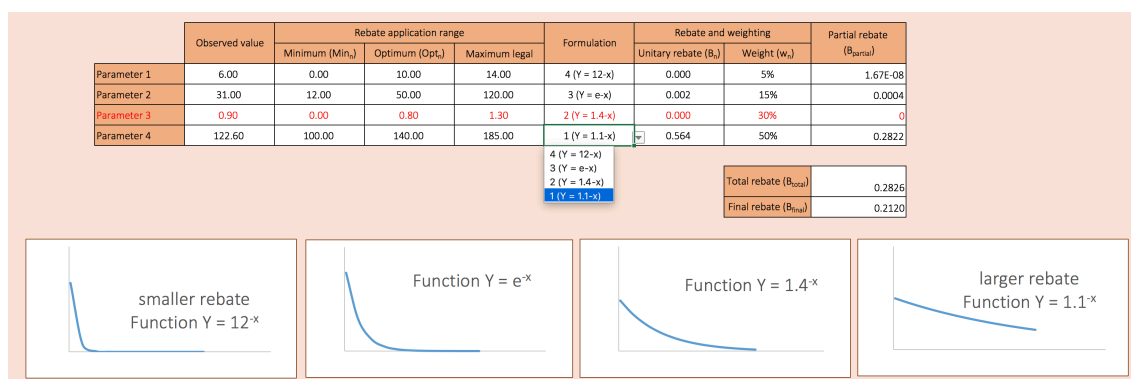 Observed value
Rebate application range
Formulation
Rebate and weighting
Partial rebate
(Bpartial)
Minimum (Minn)
Optimum (Optn)
Maximum legal
Unitary rebate (Bn)
Weight (wn)
Parameter 1 6.00 0.00 10.00 14.00 4 (Y = 12-x) 0.000 5% 1.67E-08
Parameter 2 31.00 12.00 50.00 120.00 3 (Y = e-x) 0.002 15% 0.0004
Parameter 3 0.90 0.00 0.80 1.30 2 (Y = 1.4-x) 0.000 30% 0
Parameter 4 122.60 100.00 140.00 185.00 1 (Y = 1.1-x) 0.564 50% 0.2822
4 (Y = 12-x)
3 (Y = e-x)
2 (Y = 1.4-x)
1 (Y = 1.1-x)
Total rebate (Btotal) 0.2826
Final rebate (Bfinal) 0.2120
smaller rebate
Function Y = 12-x
Function Y = e-x
Function Y = 1.4-x
larger rebate
Function Y = 1.1-x